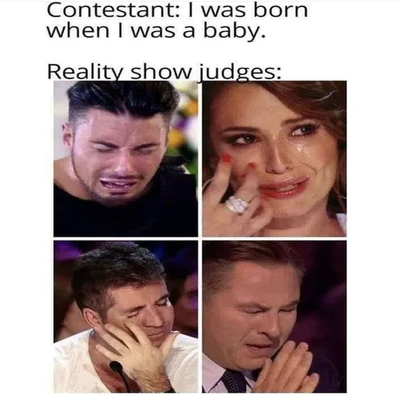 Contestant: I was born
when I was a baby.
Reality show judges: